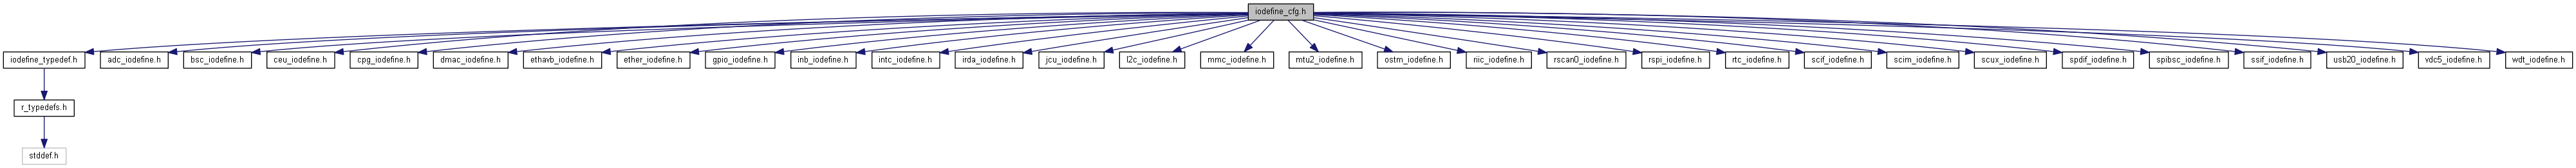 iodefine_cfg.h
iodefine_typedef.h
adc_iodefine.h
bsc_iodefine.h
ceu_iodefine.h
cpg_iodefine.h
dmac_iodefine.h
ethavb_iodefine.h
ether_iodefine.h
gpio_iodefine.h
inb_iodefine.h
intc_iodefine.h
irda_iodefine.h
jcu_iodefine.h
l2c_iodefine.h
mmc_iodefine.h
mtu2_iodefine.h
ostm_iodefine.h
riic_iodefine.h
rscan0_iodefine.h
rspi_iodefine.h
rtc_iodefine.h
scif_iodefine.h
scim_iodefine.h
scux_iodefine.h
spdif_iodefine.h
spibsc_iodefine.h
ssif_iodefine.h
usb20_iodefine.h
vdc5_iodefine.h
wdt_iodefine.h
r_typedefs.h
stddef.h